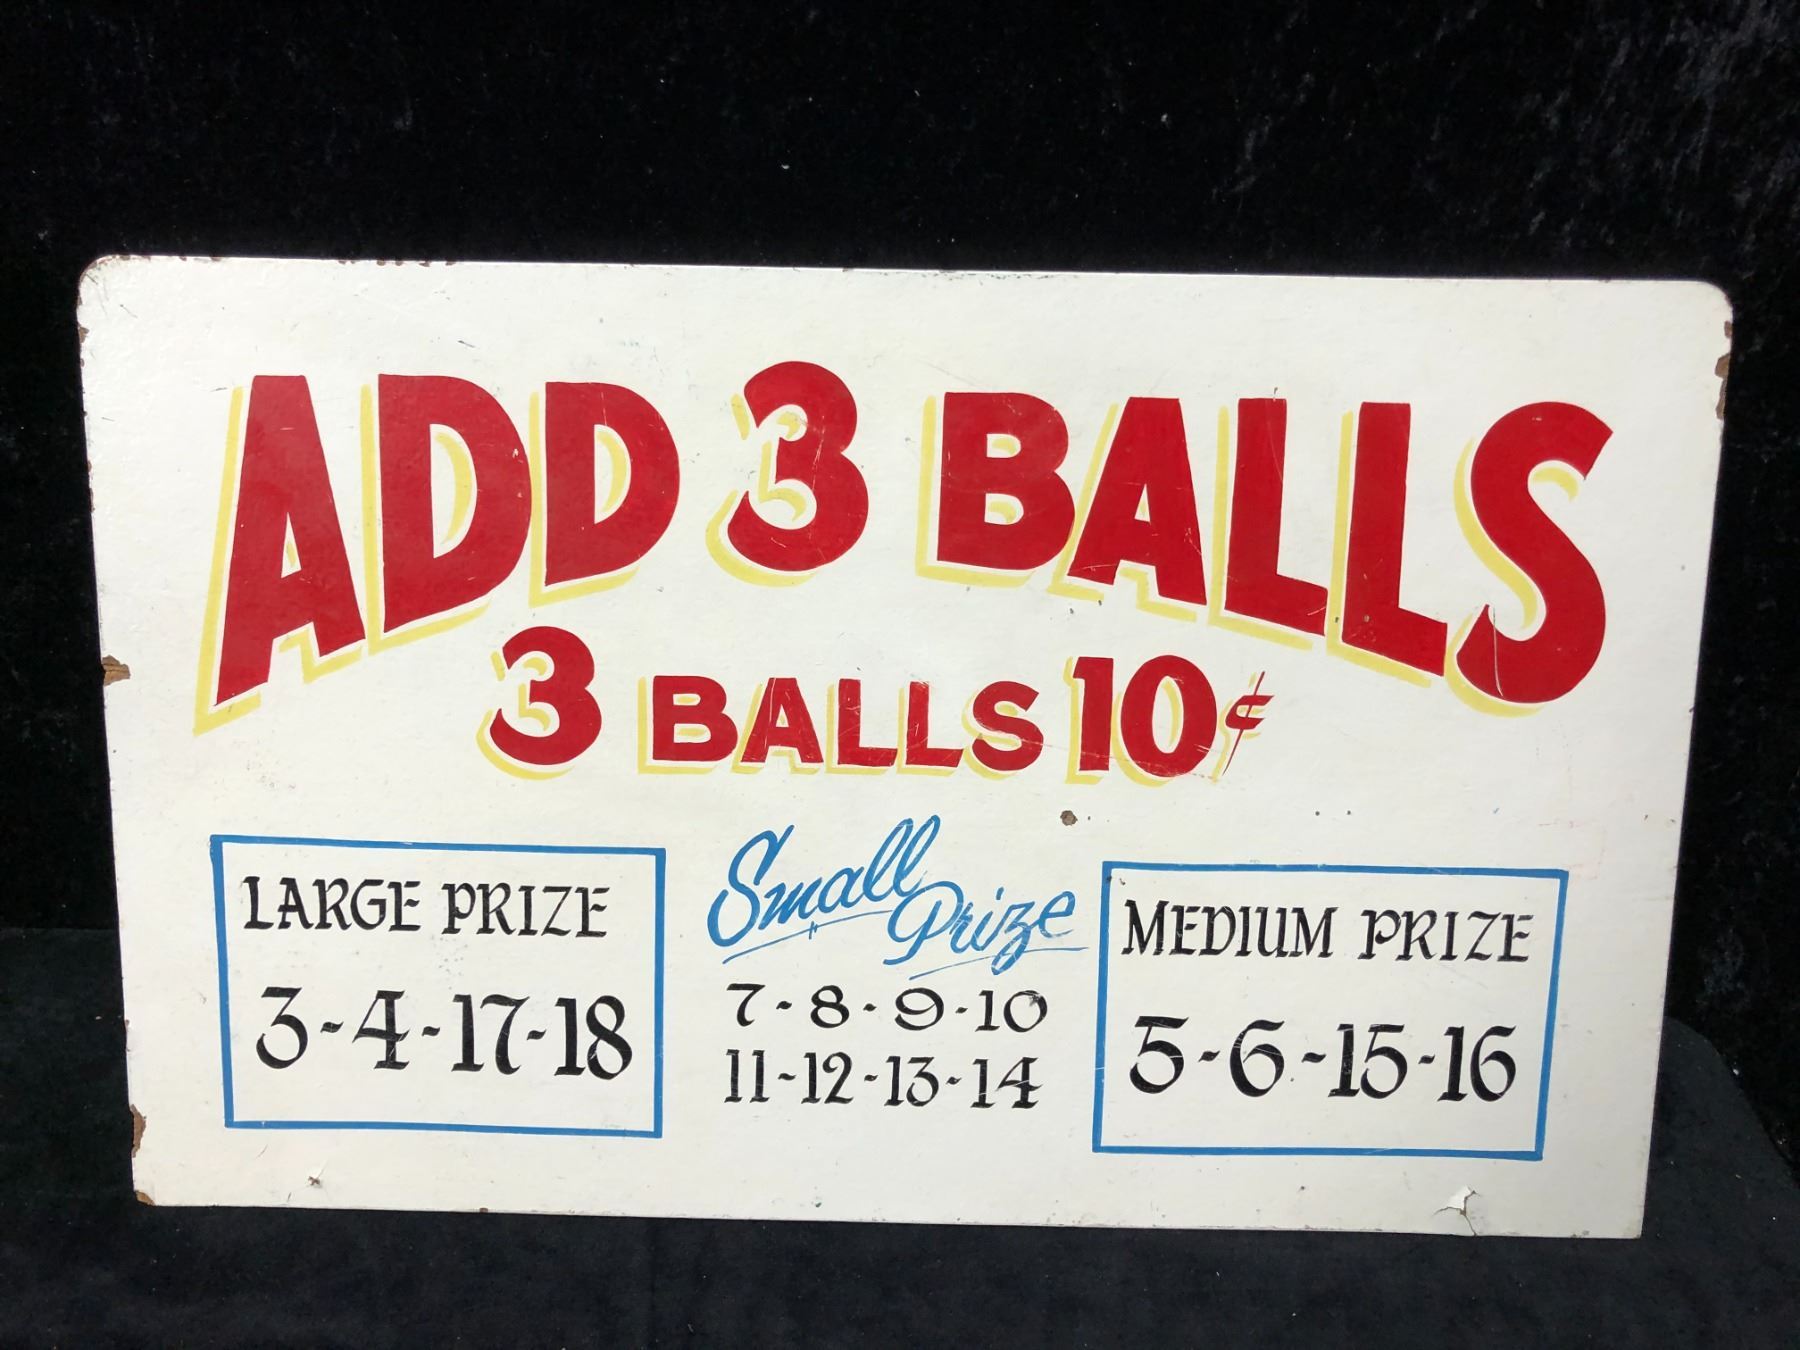 ADD 3 BALLS
3 BALLS 10¢
LARGE PRIZE
3-4-17-18
Small Prize
7-8-9-10
11-12-13-14
MEDIUM PRIZE
5-6-15-16